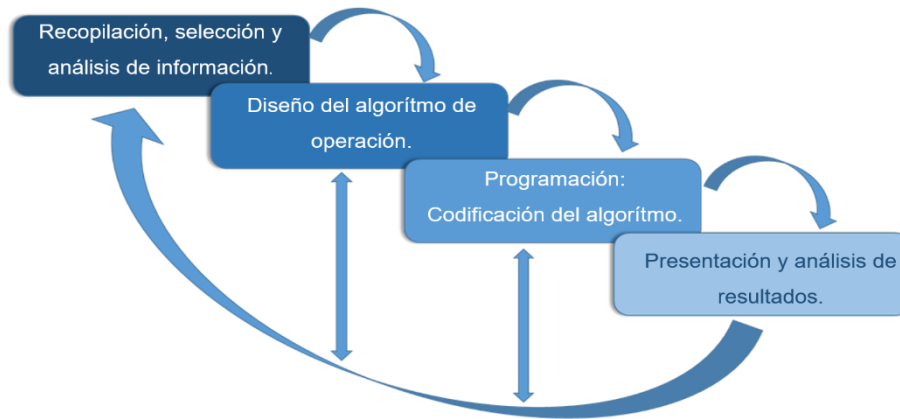 Recopilación, selección y
análisis de información.
Diseño del algorítmo de
operación.
Programación:
Codificación del algorítmo.
Presentación y análisis de
resultados.